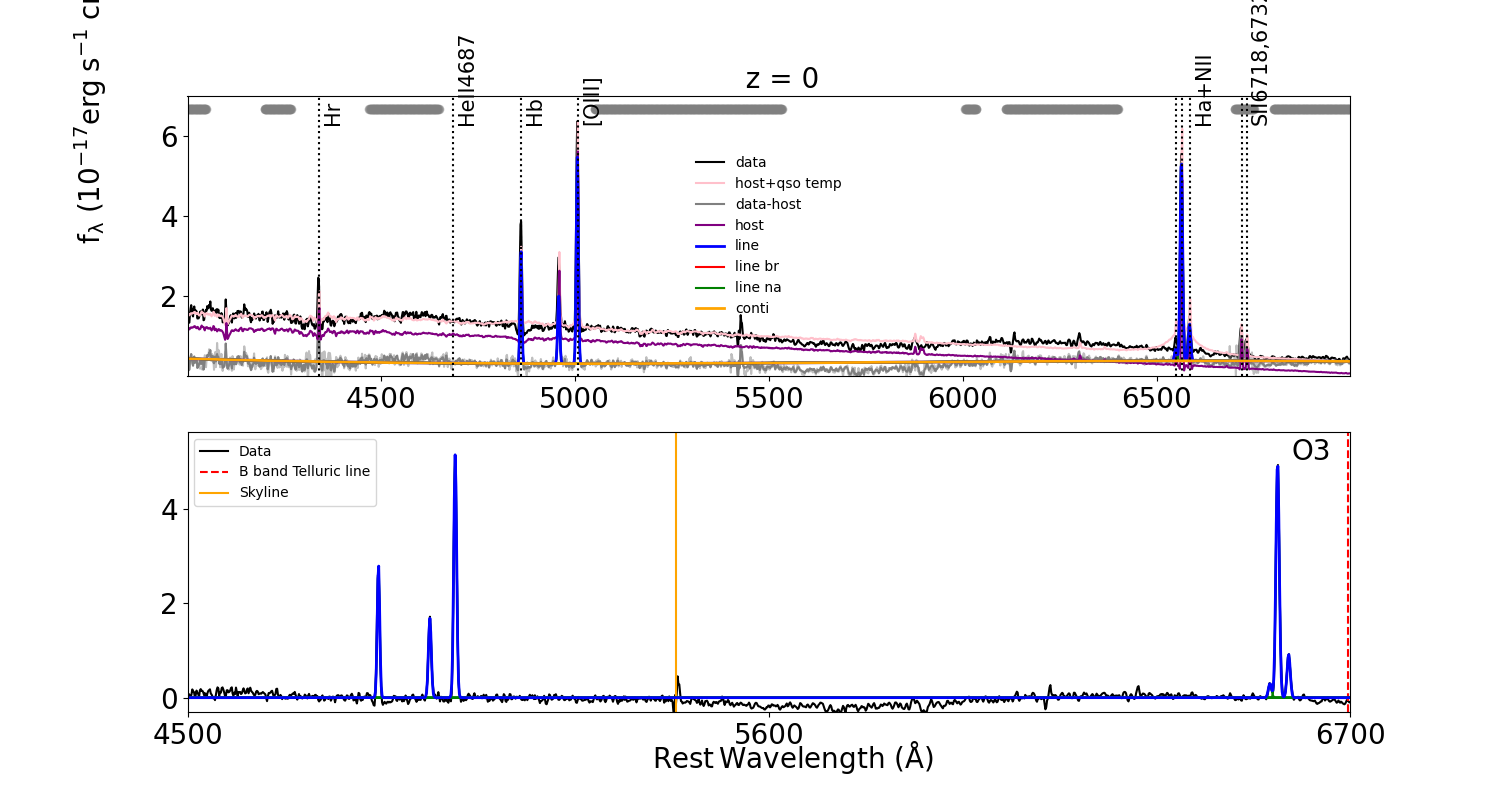 z = 0
f_λ (10^−17 erg s^−1 c
Hr
HeII4687
Hb
[OIII]
Ha+NII
SII6718,6732
6
4
2
data
host+qso temp
data-host
host
line
line br
line na
conti
4500 5000 5500 6000 6500
Data
B band Telluric line
Skyline
O3
4
2
0
4500 5600 6700
Rest Wavelength (Å)